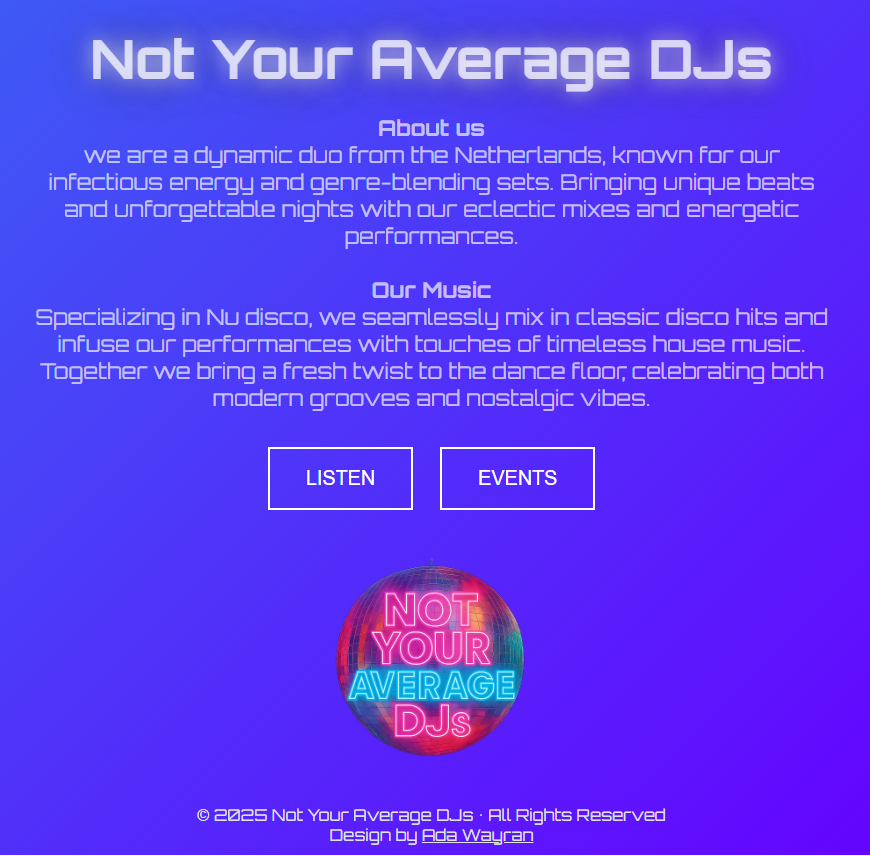 Not Your Average DJs
About us
we are a dynamic duo from the Netherlands, known for our
infectious energy and genre-blending sets. Bringing unique beats
and unforgettable nights with our eclectic mixes and energetic
performances.
Our Music
Specializing in Nu disco, we seamlessly mix in classic disco hits and
infuse our performances with touches of timeless house music.
Together we bring a fresh twist to the dance floor, celebrating both
modern grooves and nostalgic vibes.
LISTEN EVENTS
NOT
YOUR
AVERAGE
DJs
© 2025 Not Your Average DJs · All Rights Reserved
Design by Ada Wayran